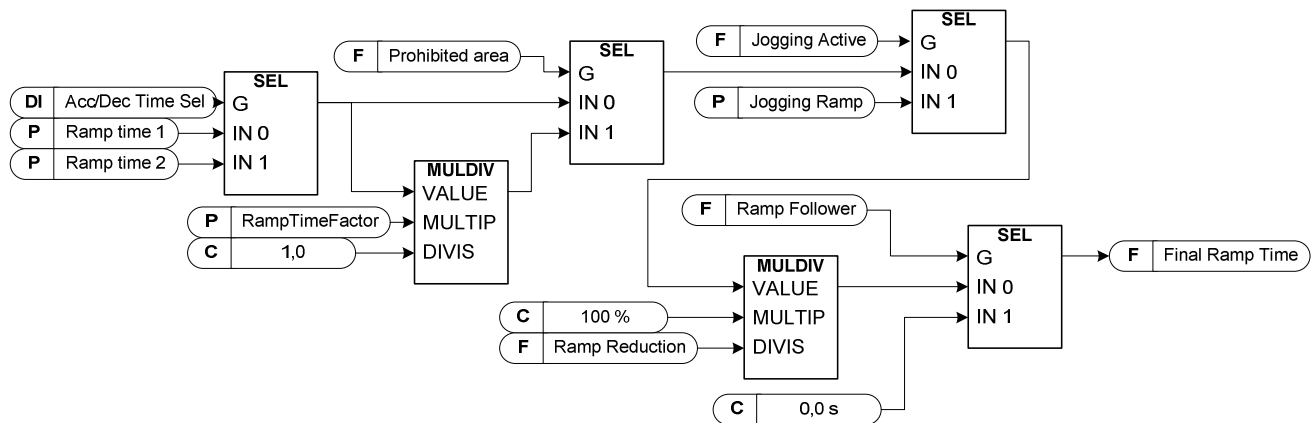 SEL
F Jogging Active
G
IN 0
P Jogging Ramp
IN 1
SEL
F Prohibited area
G
IN 0
IN 1
SEL
DI Acc/Dec Time Sel
G
P Ramp time 1
IN 0
P Ramp time 2
IN 1
MULDIV
VALUE
P RampTimeFactor
MULTIP
C 1,0
DIVIS
F Ramp Follower
SEL
G
IN 0
IN 1
F Final Ramp Time
MULDIV
VALUE
C 100 %
MULTIP
F Ramp Reduction
DIVIS
C 0,0 s